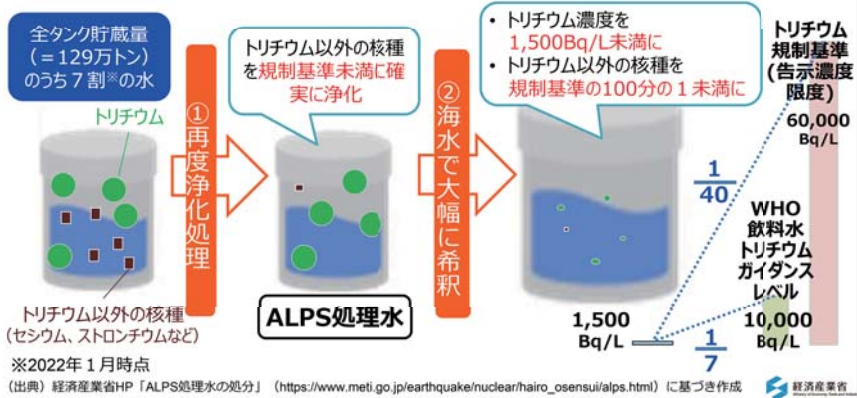 全タンク貯蔵量
(=129万トン)
のうち7割※の水
トリチウム
トリチウム以外の核種
(セシウム、ストロンチウムなど)
①再度浄化処理
トリチウム以外の核種
を規制基準未満に確
実に浄化
ALPS処理水
②海水で大幅に希釈
• トリチウム濃度を
1,500Bq/L未満に
• トリチウム以外の核種を
規制基準の100分の1未満に
1,500
Bq/L
1
40
1
7
トリチウム
規制基準
(告示濃度
限度)
60,000
Bq/L
WHO
飲料水
トリチウム
ガイダンス
レベル
10,000
Bq/L
※2022年1月時点
(出典)経済産業省HP「ALPS処理水の処分」(https://www.meti.go.jp/earthquake/nuclear/hairo_osensui/alps.html)に基づき作成
経済産業省
Ministry of Economy, Trade and Industry